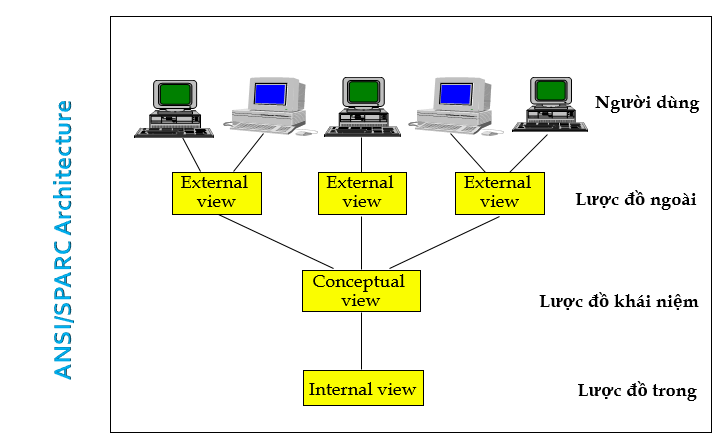 ANSI/SPARC Architecture
Người dùng
External
view
External
view
External
view
Lược đồ ngoài
Conceptual
view
Lược đồ khái niệm
Internal view
Lược đồ trong